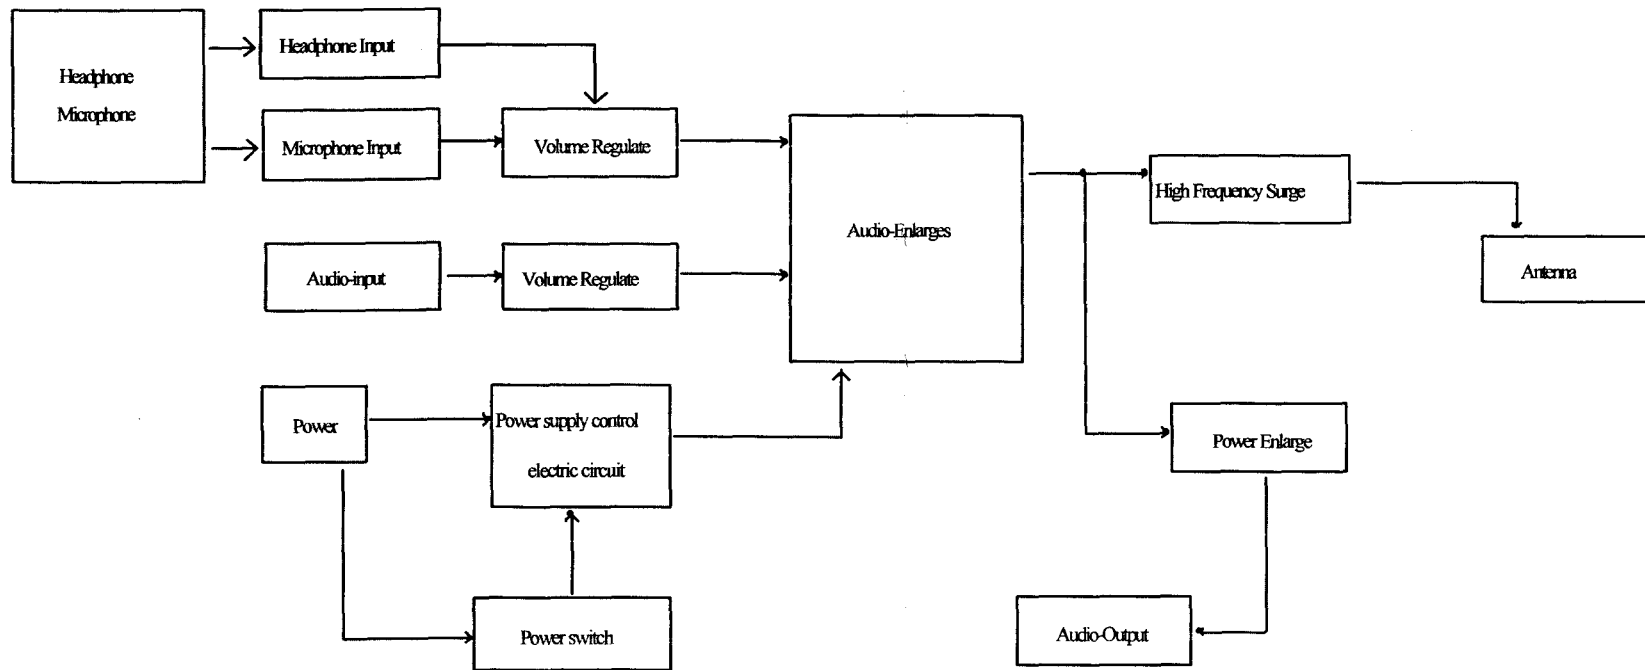 Headphone
Microphone
Headphone Input
Microphone Input
Volume Regulate
Audio-input
Volume Regulate
Audio-Enlarges
High Frequency Surge
Antenna
Power
Power supply control
electric circuit
Power switch
Power Enlarge
Audio-Output